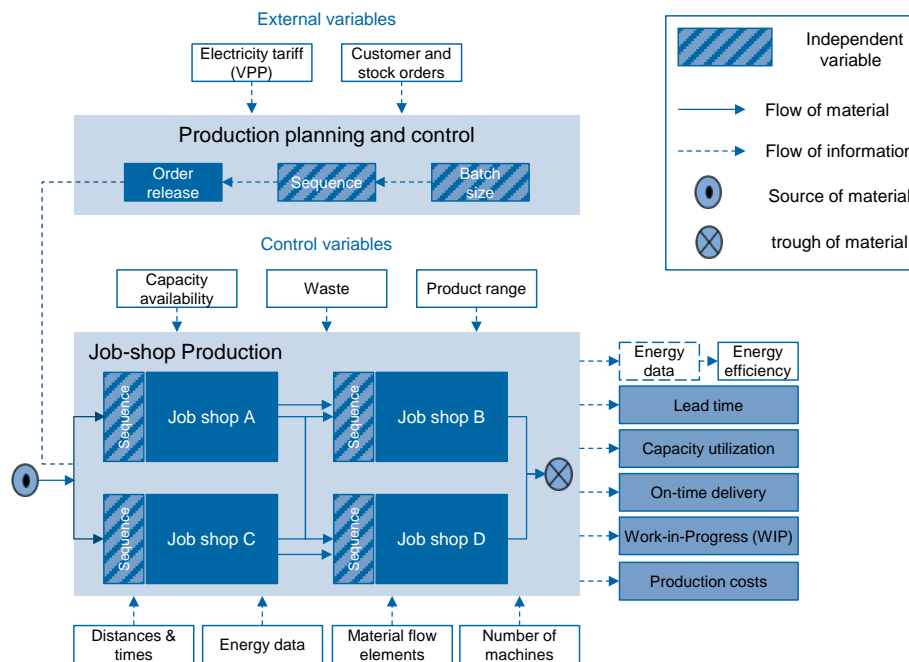 External variables
Electricity tariff
(VPP)
Customer and
stock orders
Production planning and control
Order
release
Sequence
Batch
size
Control variables
Capacity
availability
Waste
Product range
Job-shop Production
Sequence
Job shop A
Sequence
Job shop B
Sequence
Job shop C
Sequence
Job shop D
Distances &
times
Energy data
Material flow
elements
Number of
machines
Energy
data
Energy
efficiency
Lead time
Capacity utilization
On-time delivery
Work-in-Progress (WIP)
Production costs
Independent
variable
Flow of material
Flow of information
Source of material
trough of material